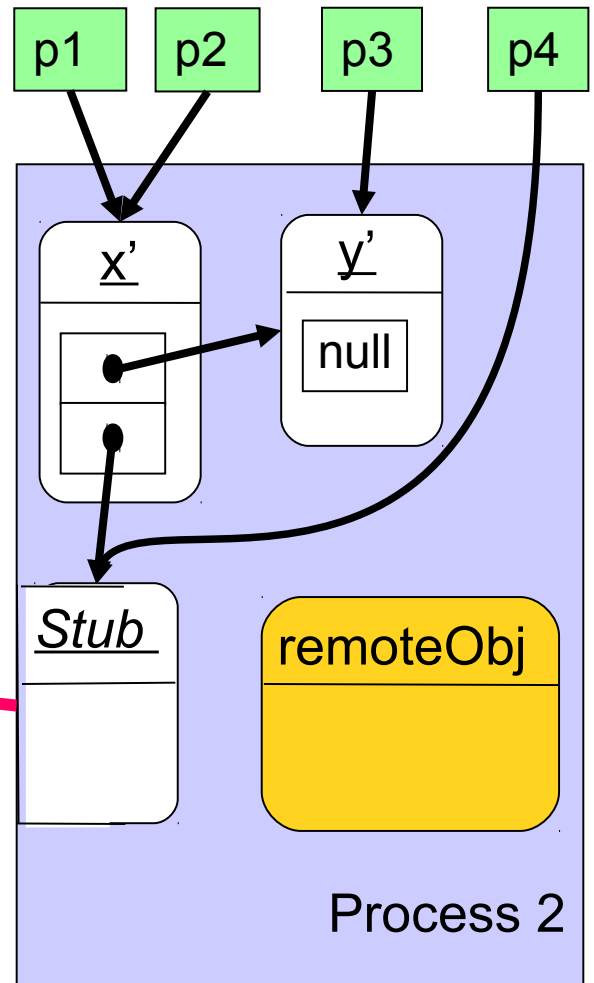 p1 p2 p3 p4
x’ y’
null
Stub remoteObj
Process 2